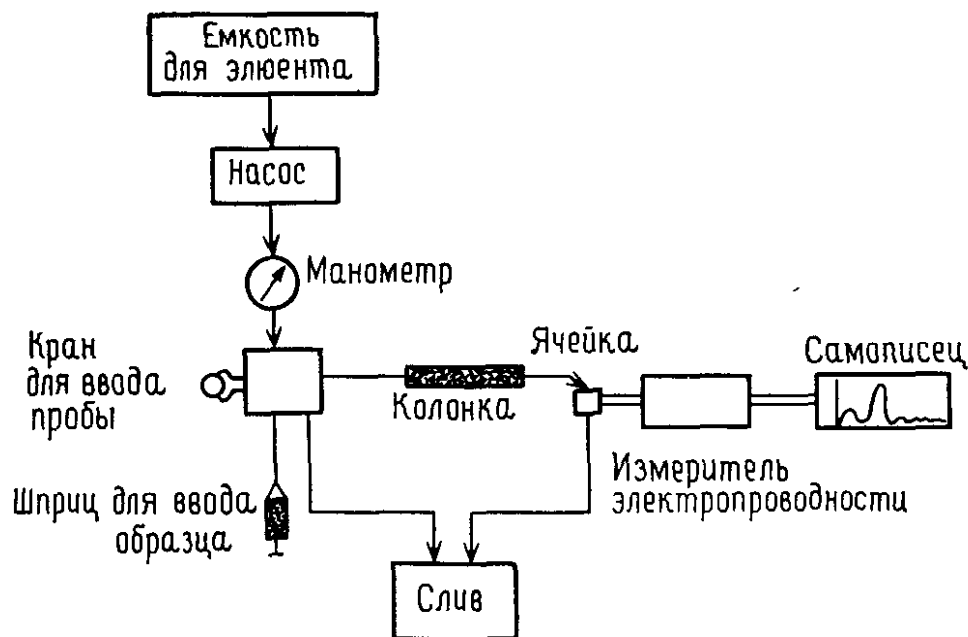 Емкость
для элюента
Насос
Манометр
Кран
для ввода
пробы
Ячейка
Самописец
Колонка
Шприц для ввода
образца
Измеритель
электропроводности
Слив